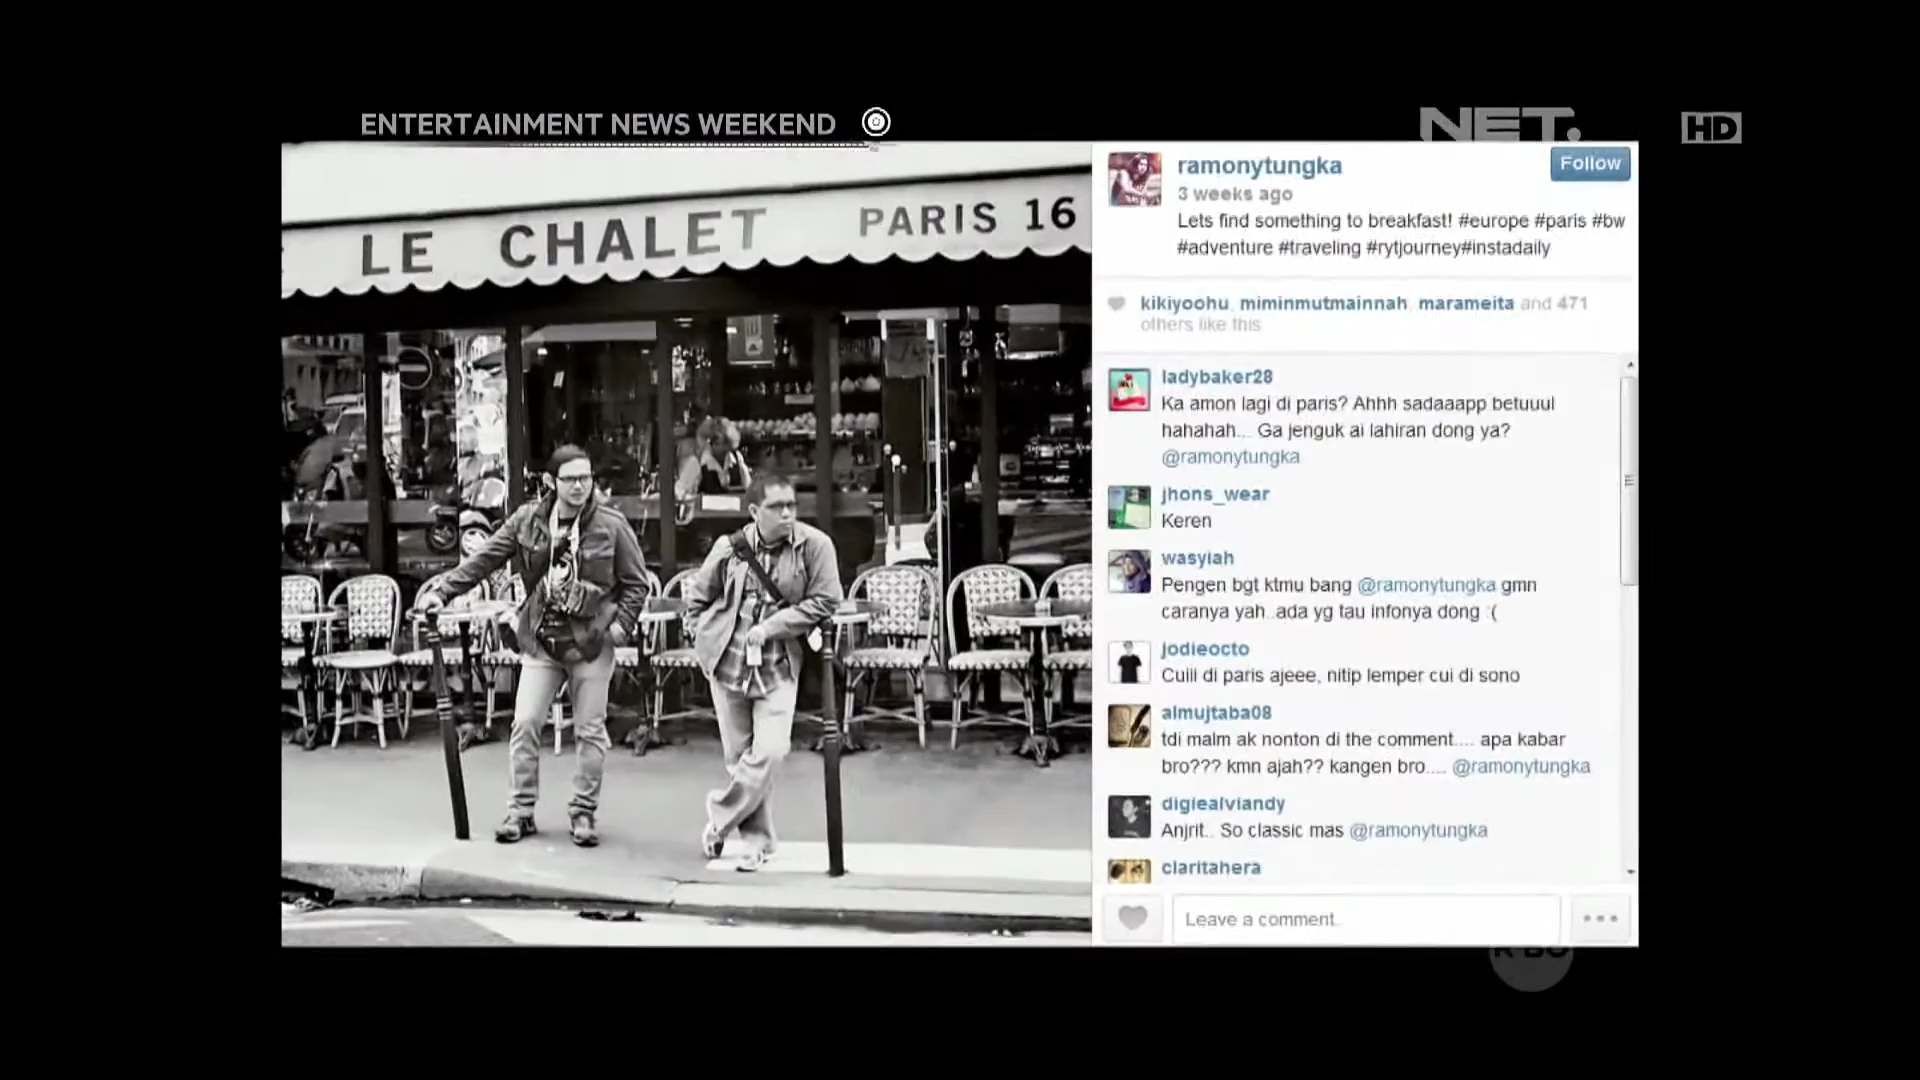 ENTERTAINMENT NEWS WEEKEND
NET.
HD
LE CHALET PARIS 16
ramonytungka
Follow
3 weeks ago
Lets find something to breakfast! #europe #paris #bw
#adventure #traveling #rytjourney#instadaily
kikiyoohu, miminmutmainnah, marameita and 471
others like this
ladybaker28
Ka amon lagi di paris? Ahhh sadaaapp betuuul
hahahah... Ga jenguk ai lahiran dong ya?
@ramonytungka
jhons_wear
Keren
wasyiah
Pengen bgt ktmu bang @ramonytungka gmn
caranya yah..ada yg tau infonya dong :(
jodieocto
Cuiii di paris ajeee, nitip lemper cui di sono
almujtaba08
tdi malm ak nonton di the comment.... apa kabar
bro??? kmn ajah?? kangen bro.... @ramonytungka
digiealviandy
Anjrit.. So classic mas @ramonytungka
claritahera
Leave a comment.